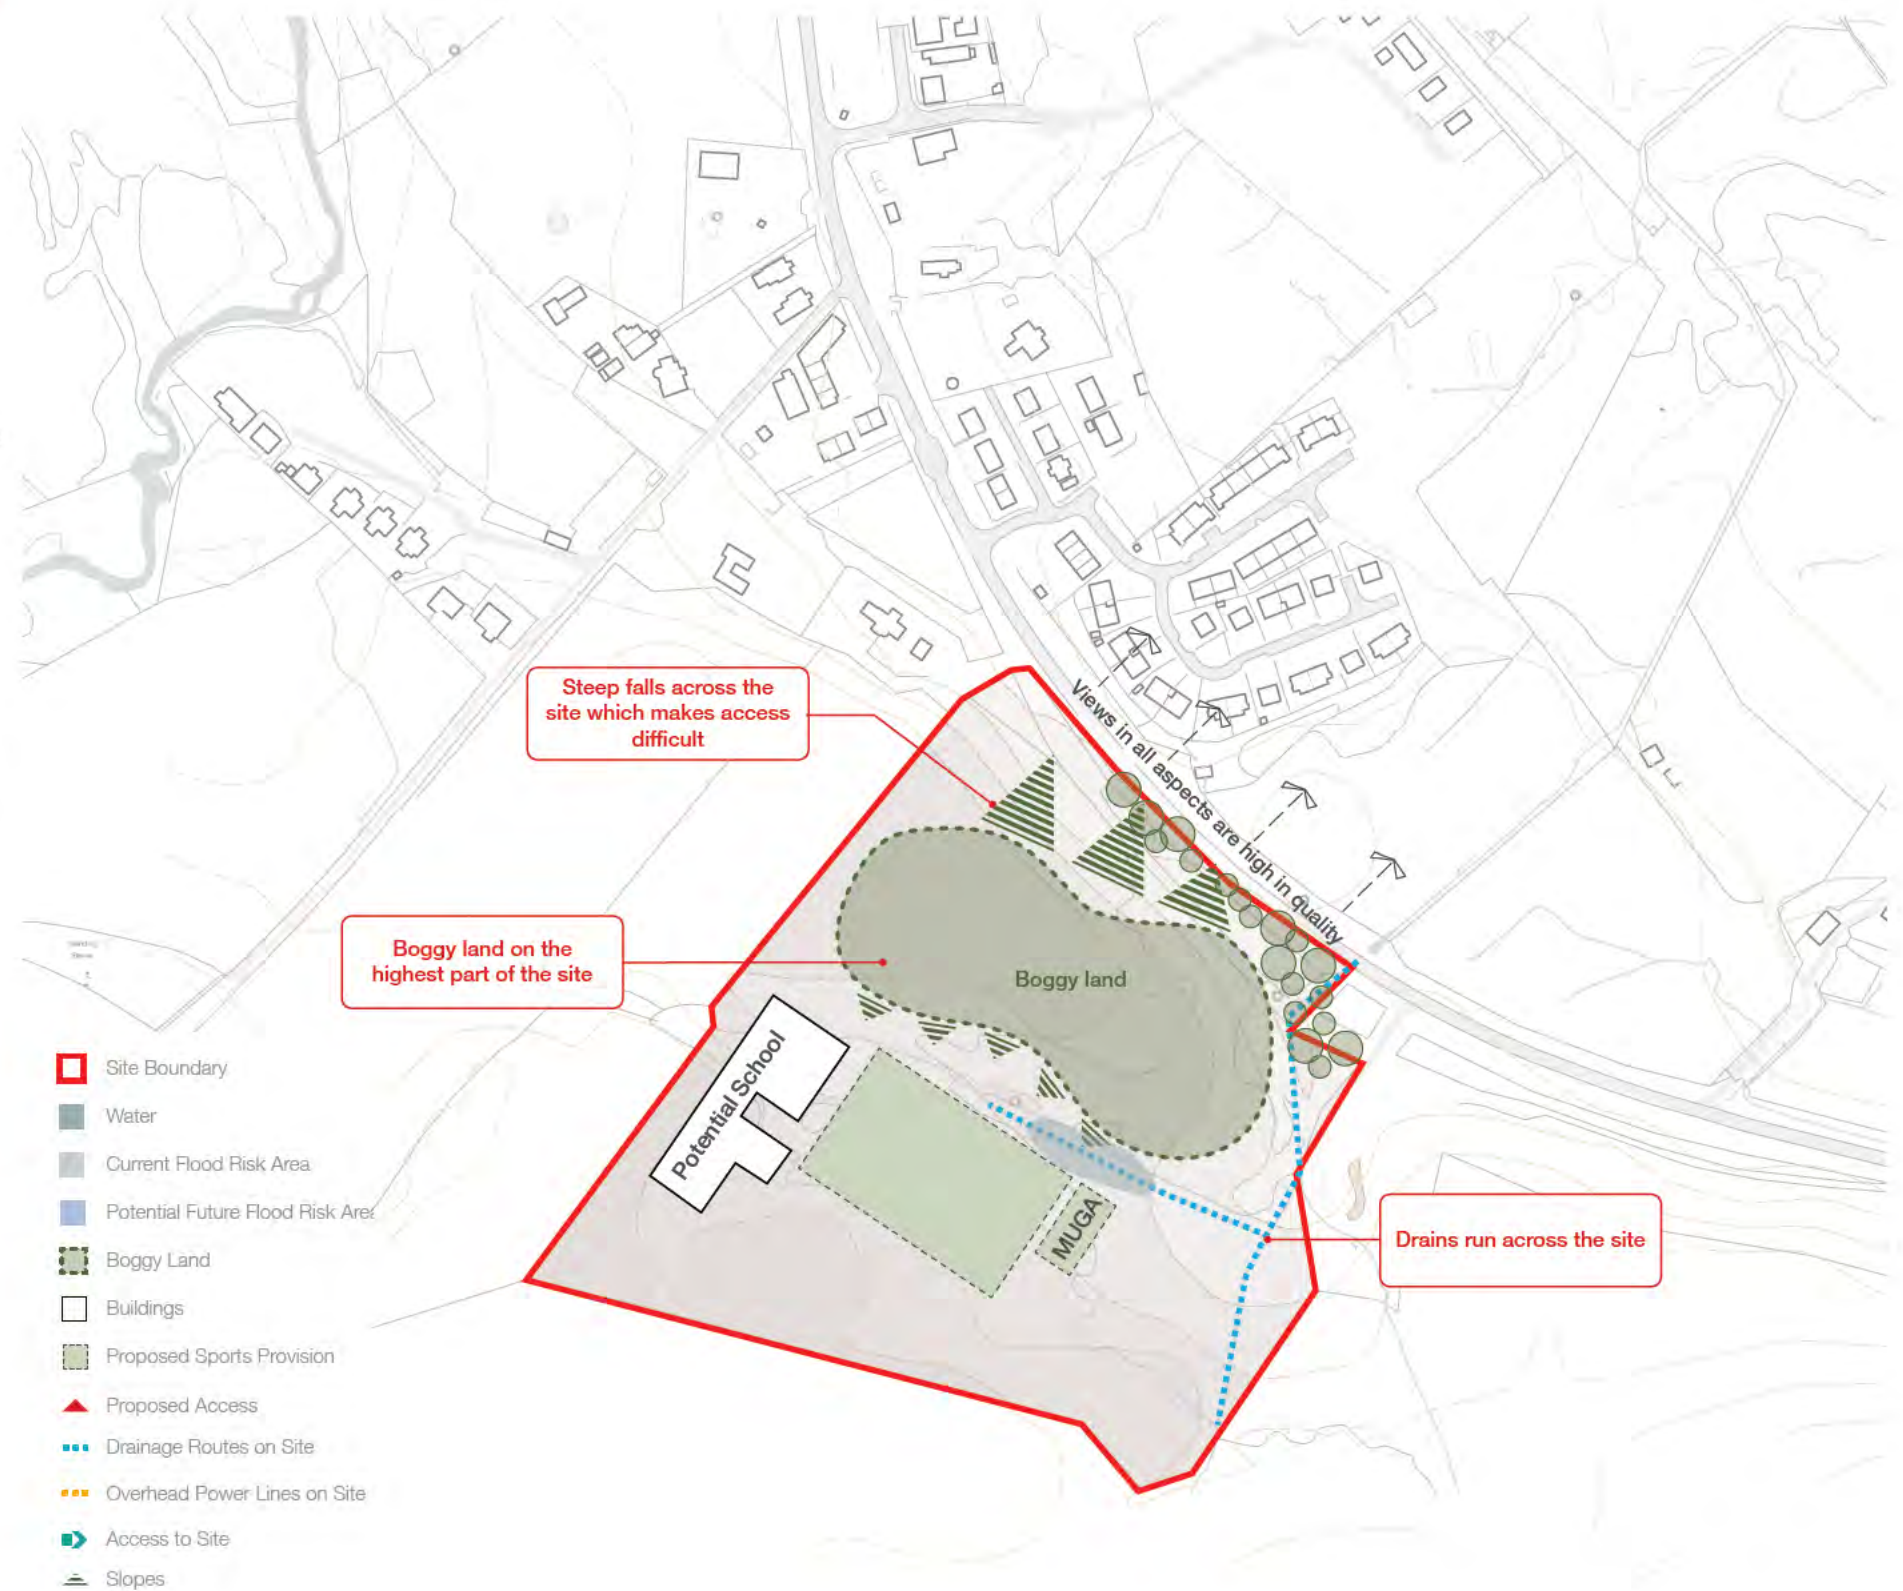 Steep falls across the
site which makes access
difficult
Views in all aspects are high in quality
Boggy land on the
highest part of the site
Boggy land
Potential School
MUGA
Drains run across the site
Site Boundary
Water
Current Flood Risk Area
Potential Future Flood Risk Area
Boggy Land
Buildings
Proposed Sports Provision
Proposed Access
Drainage Routes on Site
Overhead Power Lines on Site
Access to Site
Slopes